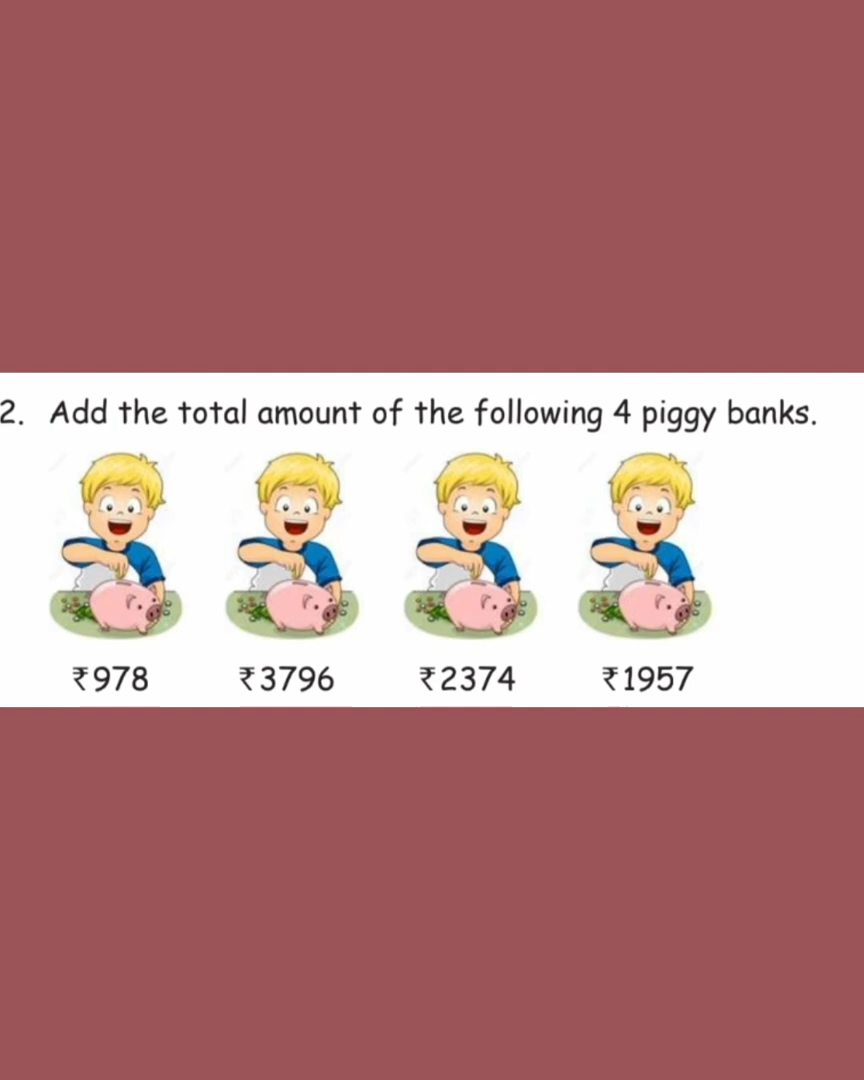 2. Add the total amount of the following 4 piggy banks.
₹978 ₹3796 ₹2374 ₹1957